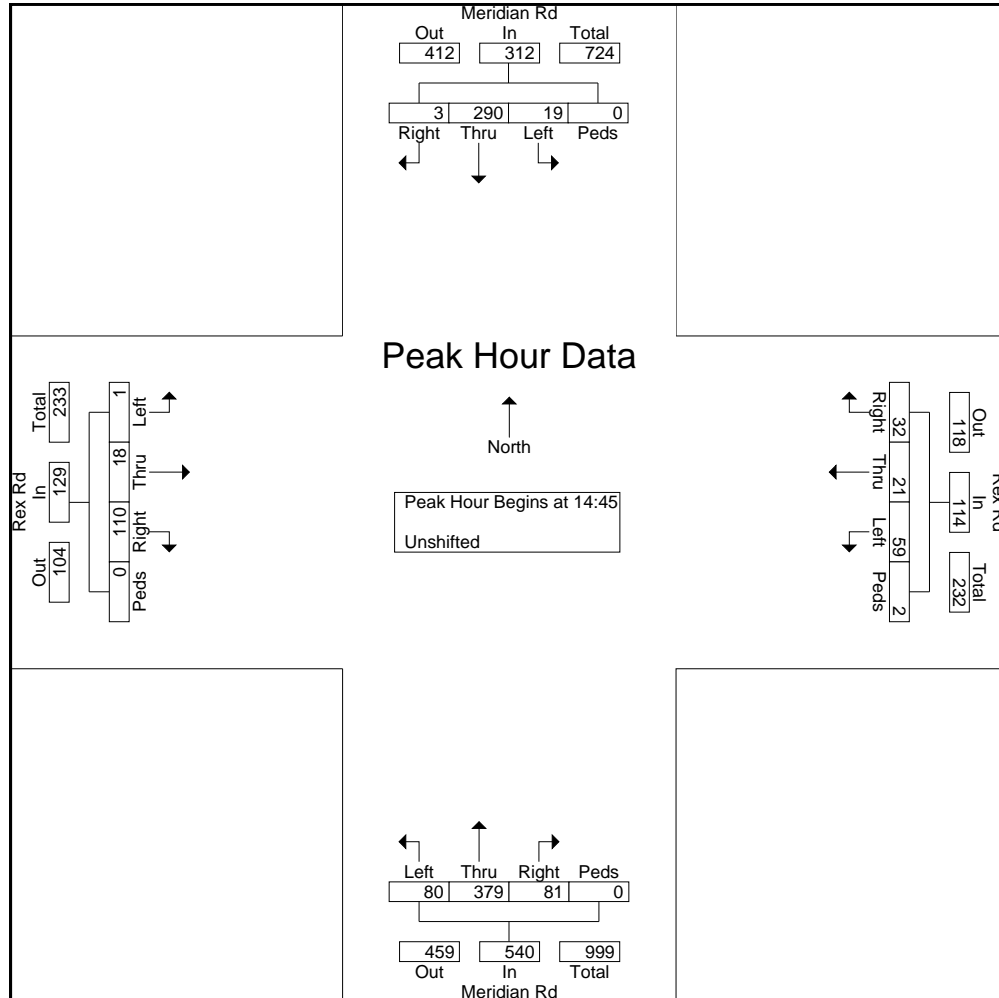 Meridian Rd
Out In Total
412 312 724
3 290 19 0
Right Thru Left Peds
Peak Hour Data
North
Peak Hour Begins at 14:45
Unshifted
Rex Rd
Total In Out
233 129 104
1 18 110 0
Left Thru Right Peds
Right Thru Left Peds
32 21 59 2
Out In Total
118 114 232
Rex Rd
Left Thru Right Peds
80 379 81 0
459 540 999
Out In Total
Meridian Rd